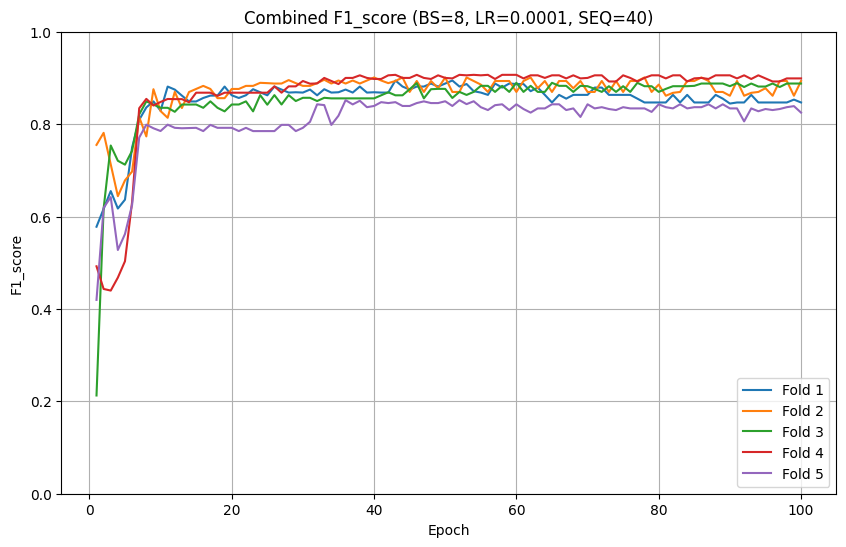 Combined F1_score (BS=8, LR=0.0001, SEQ=40)
1.0
0.8
0.6
0.4
0.2
0.0
F1_score
0 20 40 60 80 100
Epoch
Fold 1
Fold 2
Fold 3
Fold 4
Fold 5